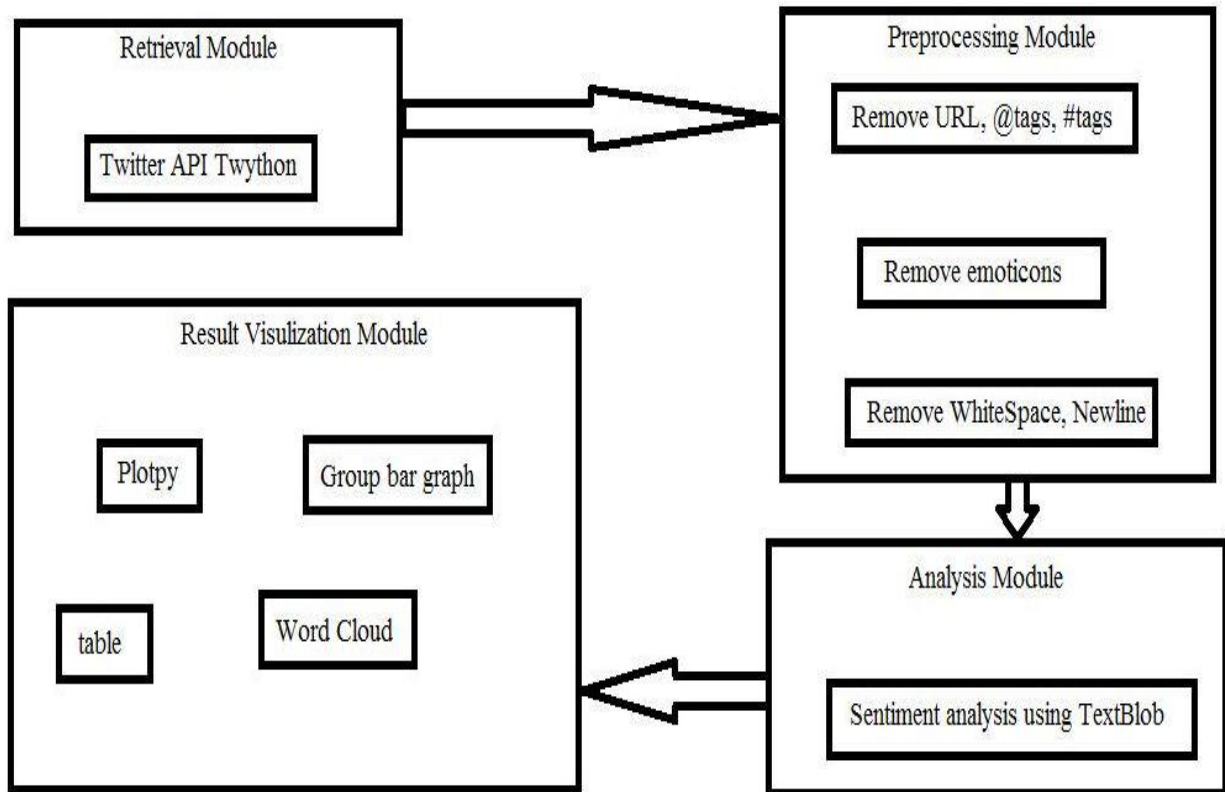 Retrieval Module
Twitter API Twython
Preprocessing Module
Remove URL, @tags, #tags
Remove emoticons
Remove WhiteSpace, Newline
Analysis Module
Sentiment analysis using TextBlob
Result Visulization Module
Plotpy
Group bar graph
table
Word Cloud